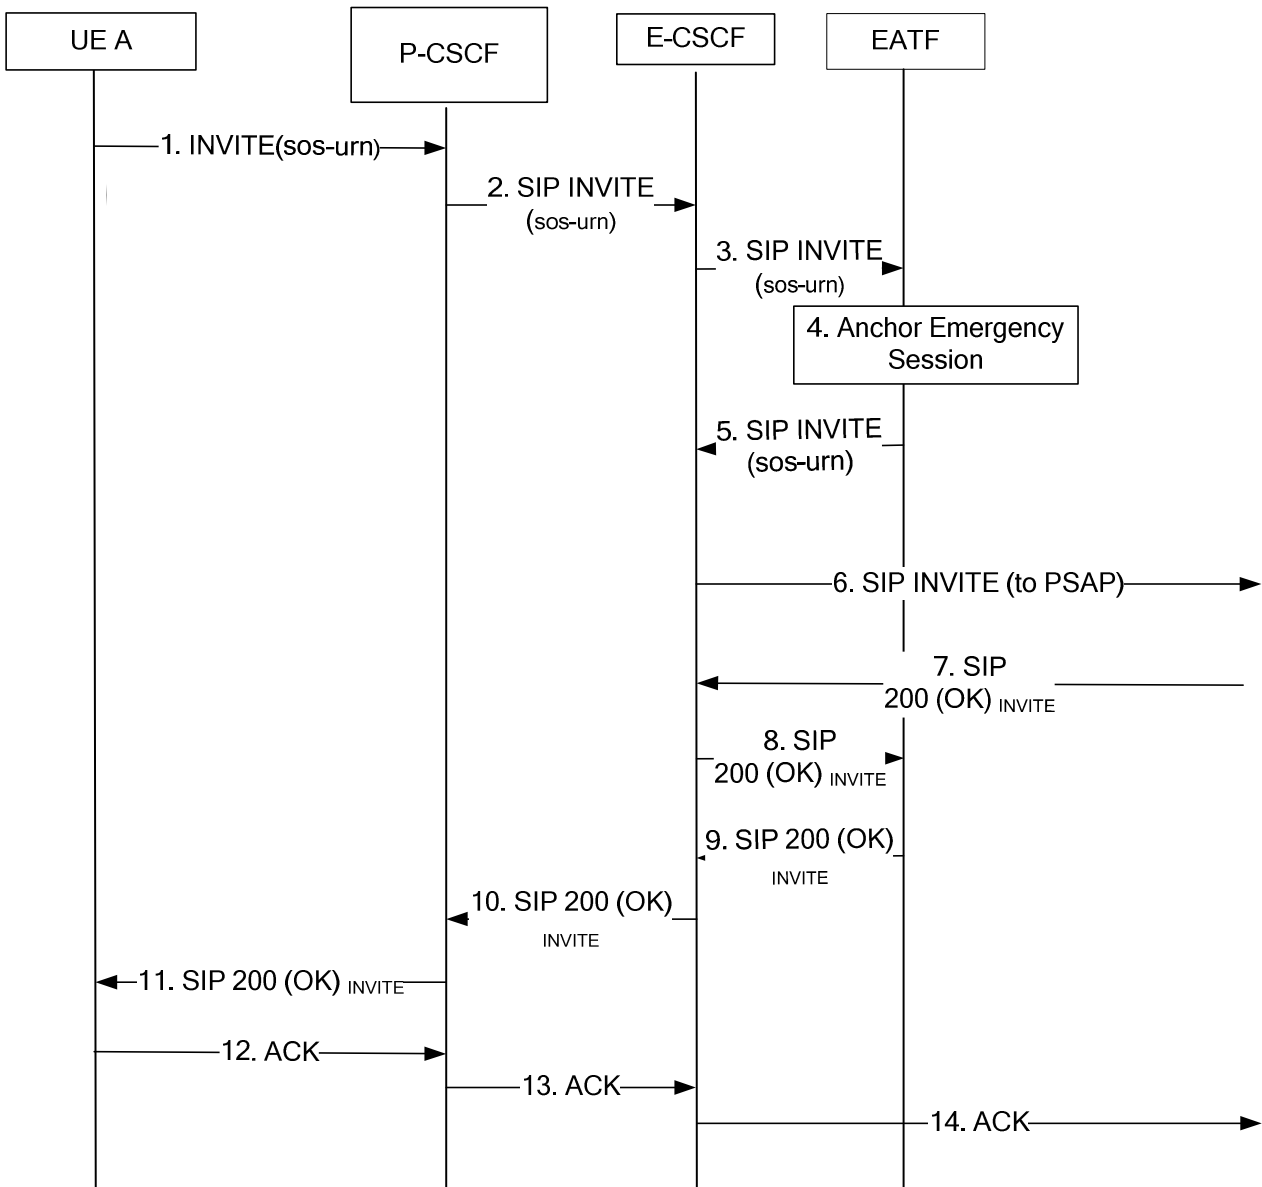 UE A
P-CSCF
E-CSCF
EATF
1. INVITE(sos-urn)
2. SIP INVITE
(sos-urn)
3. SIP INVITE
(sos-urn)
4. Anchor Emergency
Session
5. SIP INVITE
(sos-urn)
6. SIP INVITE (to PSAP)
7. SIP
200 (OK) INVITE
8. SIP
200 (OK) INVITE
9. SIP 200 (OK)
INVITE
10. SIP 200 (OK)
INVITE
11. SIP 200 (OK) INVITE
12. ACK
13. ACK
14. ACK